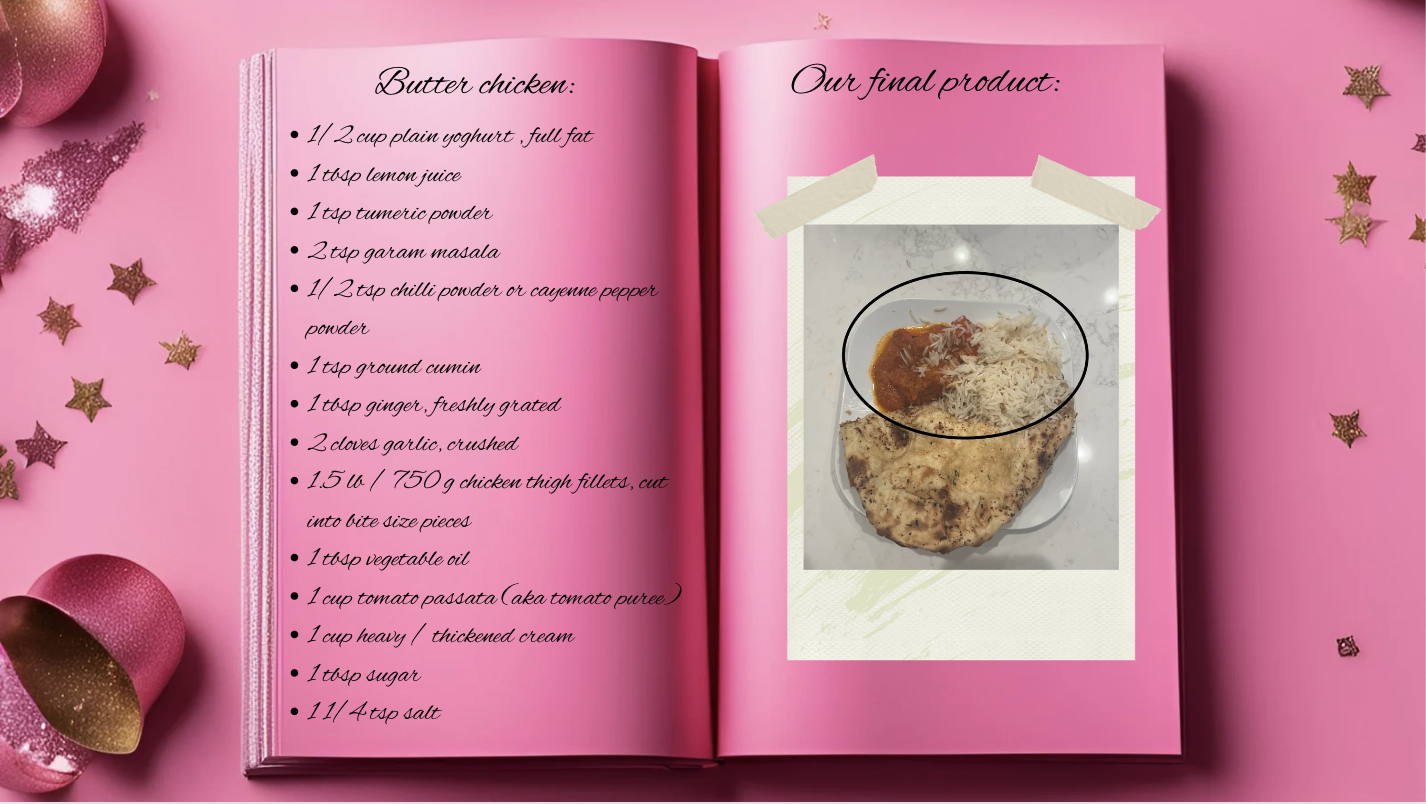 Butter chicken:
• 1/2 cup plain yoghurt , full fat
• 1 tbsp lemon juice
• 1 tsp tumeric powder
• 2 tsp garam masala
• 1/2 tsp chilli powder or cayenne pepper
powder
• 1 tsp ground cumin
• 1 tbsp ginger, freshly grated
• 2 cloves garlic, crushed
• 1.5 lb / 750 g chicken thigh fillets, cut
into bite size pieces
• 1 tbsp vegetable oil
• 1 cup tomato passata (aka tomato puree)
• 1 cup heavy / thickened cream
• 1 tbsp sugar
• 1 1/4 tsp salt
Our final product: